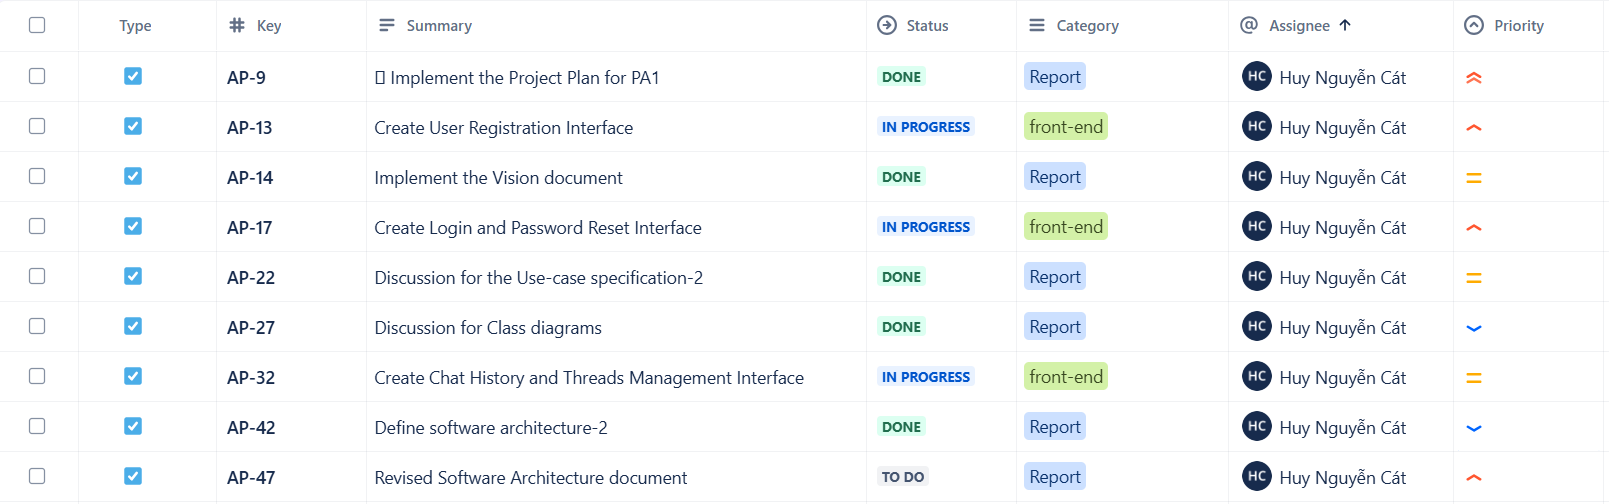 Type Key Summary Status Category Assignee Priority
AP-9 Implement the Project Plan for PA1 DONE Report HC Huy Nguyễn Cát
AP-13 Create User Registration Interface IN PROGRESS front-end HC Huy Nguyễn Cát
AP-14 Implement the Vision document DONE Report HC Huy Nguyễn Cát
AP-17 Create Login and Password Reset Interface IN PROGRESS front-end HC Huy Nguyễn Cát
AP-22 Discussion for the Use-case specification-2 DONE Report HC Huy Nguyễn Cát
AP-27 Discussion for Class diagrams DONE Report HC Huy Nguyễn Cát
AP-32 Create Chat History and Threads Management Interface IN PROGRESS front-end HC Huy Nguyễn Cát
AP-42 Define software architecture-2 DONE Report HC Huy Nguyễn Cát
AP-47 Revised Software Architecture document TO DO Report HC Huy Nguyễn Cát